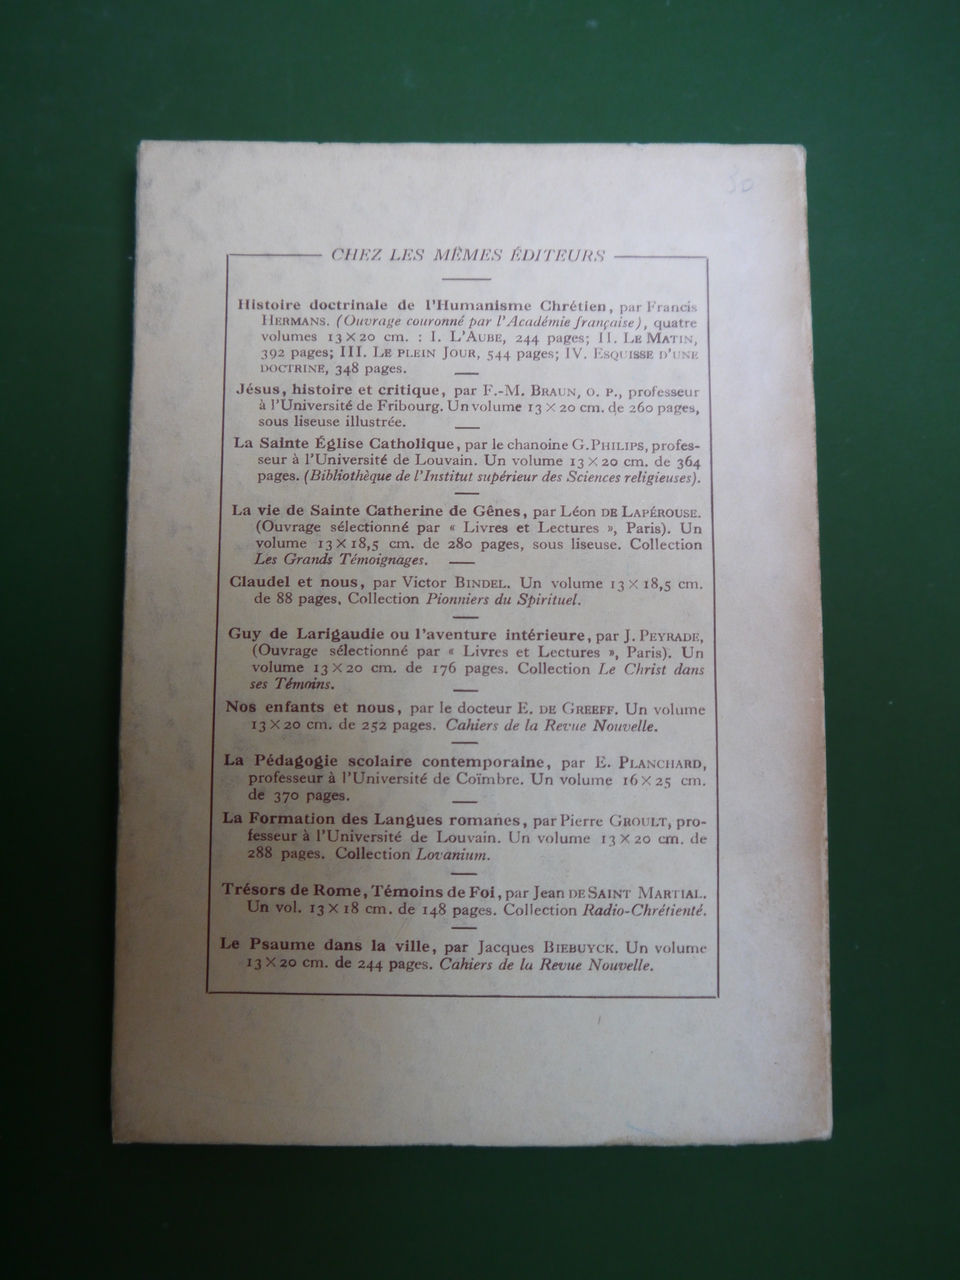 30
CHEZ LES MÊMES ÉDITEURS
Histoire doctrinale de l'Humanisme Chrétien, par Francis
HERMANS. (Ouvrage couronné par l'Académie française), quatre
volumes 13 X 20 cm. : I. L'AUBE, 244 pages; II. LE MATIN,
392 pages; III. LE PLEIN JOUR, 544 pages; IV. ESQUISSE D'UNE
DOCTRINE, 348 pages.
Jésus, histoire et critique, par F.-M. BRAUN, O. P., professeur
à l'Université de Fribourg. Un volume 13 X 20 cm. de 260 pages,
sous liseuse illustrée.
La Sainte Église Catholique, par le chanoine G. PHILIPS, profes-
seur à l'Université de Louvain. Un volume 13 X 20 cm. de 364
pages. (Bibliothèque de l'Institut supérieur des Sciences religieuses).
La vie de Sainte Catherine de Gênes, par Léon DE LAPÉROUSE.
(Ouvrage sélectionné par « Livres et Lectures », Paris). Un
volume 13 X 18,5 cm. de 280 pages, sous liseuse. Collection
Les Grands Témoignages.
Claudel et nous, par Victor BINDEL. Un volume 13 X 18,5 cm.
de 88 pages, Collection Pionniers du Spirituel.
Guy de Larigaudie ou l'aventure intérieure, par J. PEYRADE,
(Ouvrage sélectionné par « Livres et Lectures », Paris). Un
volume 13 X 20 cm. de 176 pages. Collection Le Christ dans
ses Témoins.
Nos enfants et nous, par le docteur E. DE GREEFF. Un volume
13 X 20 cm. de 252 pages. Cahiers de la Revue Nouvelle.
La Pédagogie scolaire contemporaine, par E. PLANCHARD,
professeur à l'Université de Coïmbre. Un volume 16 X 25 cm.
de 370 pages.
La Formation des Langues romanes, par Pierre GROULT, pro-
fesseur à l'Université de Louvain. Un volume 13 X 20 cm. de
288 pages. Collection Lovanium.
Trésors de Rome, Témoins de Foi, par Jean DE SAINT MARTIAL.
Un vol. 13 X 18 cm. de 148 pages. Collection Radio-Chrétienté.
Le Psaume dans la ville, par Jacques BIEBUYCK. Un volume
13 X 20 cm. de 244 pages. Cahiers de la Revue Nouvelle.